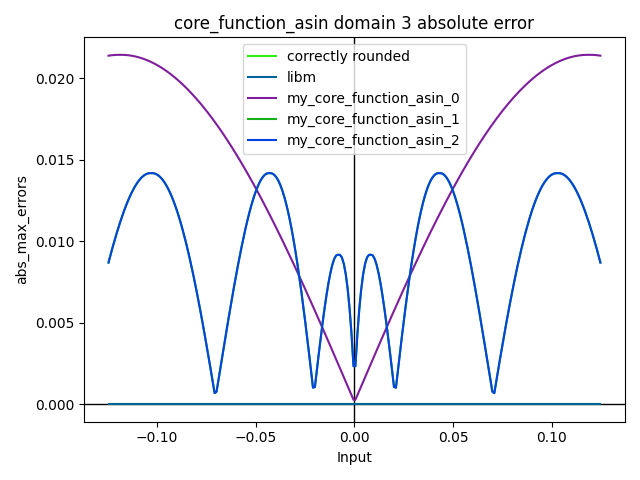 core_function_asin domain 3 absolute error
correctly rounded
libm
my_core_function_asin_0
my_core_function_asin_1
my_core_function_asin_2
abs_max_errors
0.020
0.015
0.010
0.005
0.000
−0.10
−0.05
0.00
0.05
0.10
Input